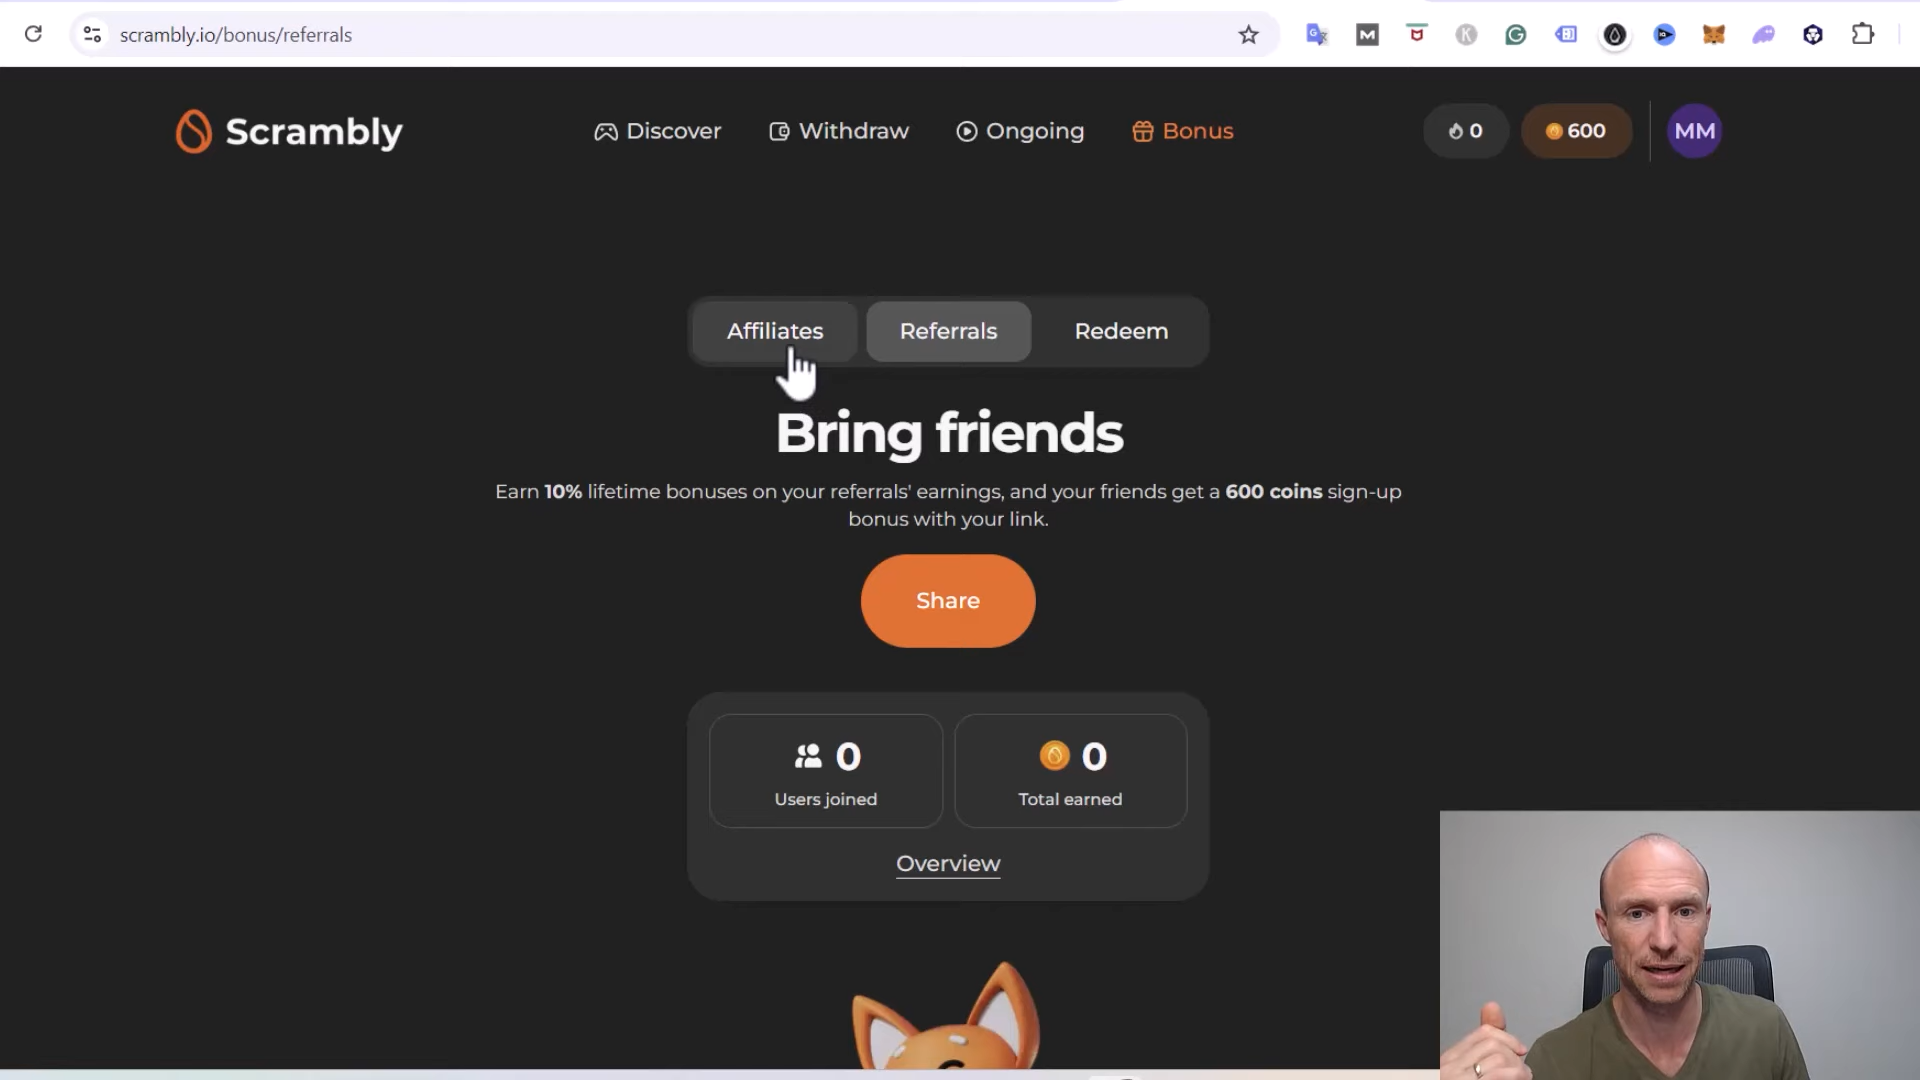 scrambly.io/bonus/referrals
Scrambly
Discover
Withdraw
Ongoing
Bonus
0
600
MM
Affiliates
Referrals
Redeem
Bring friends
Earn 10% lifetime bonuses on your referrals' earnings, and your friends get a 600 coins sign-up
bonus with your link.
Share
0
Users joined
0
Total earned
Overview